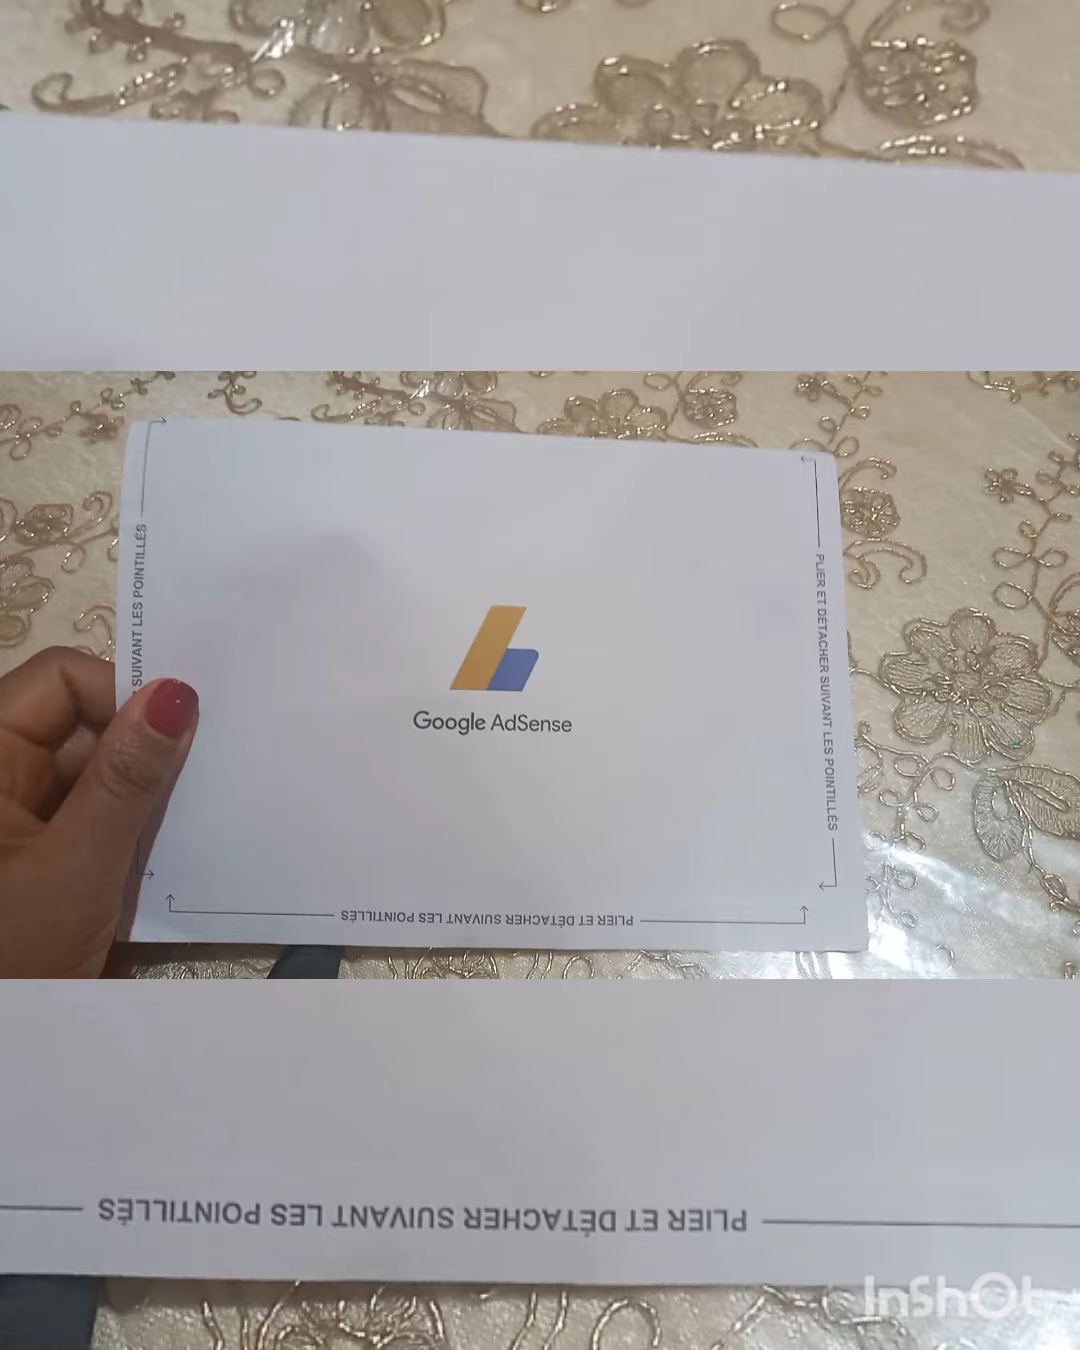 SUIVANT LES POINTILLÉS
PLIER ET DÉTACHER SUIVANT LES POINTILLÉS
Google AdSense
PLIER ET DÉTACHER SUIVANT LES POINTILLÉS
PLIER ET DÉTACHER SUIVANT LES POINTILLÉS
InShOt